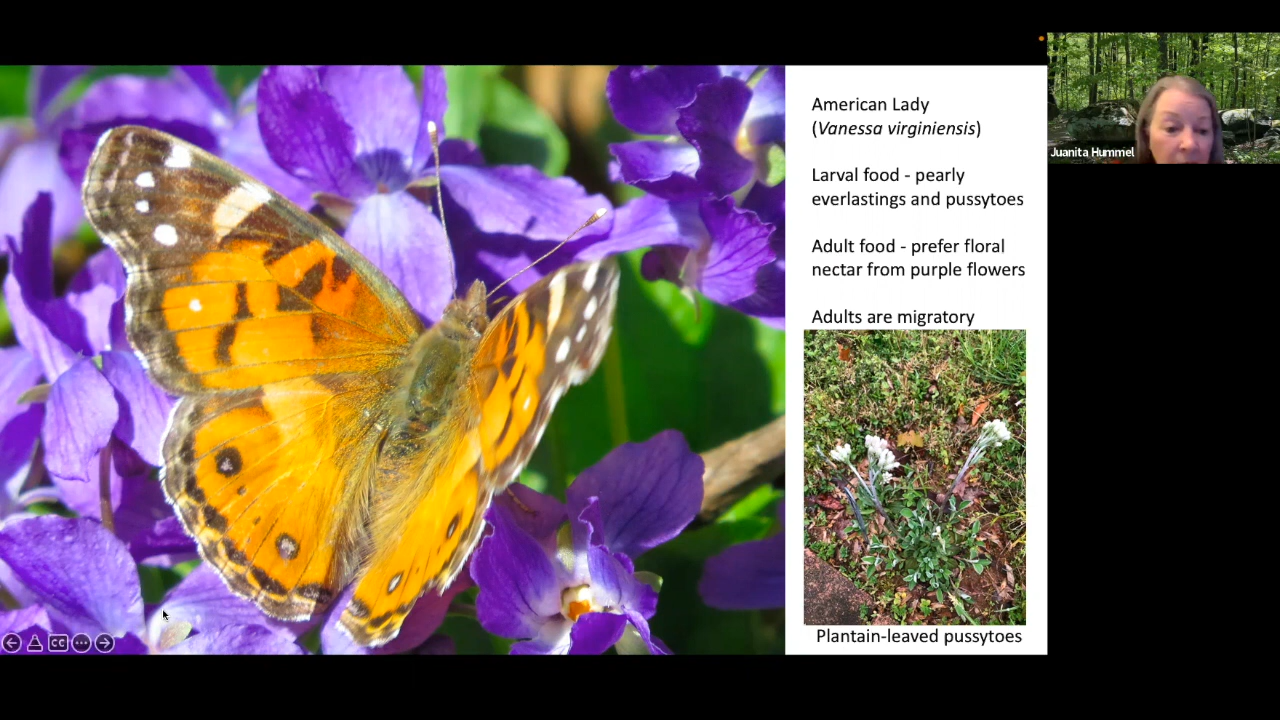 American Lady
(Vanessa virginiensis)
Larval food - pearly
everlastings and pussytoes
Adult food - prefer floral
nectar from purple flowers
Adults are migratory
Plantain-leaved pussytoes
Juanita Hummel
CC